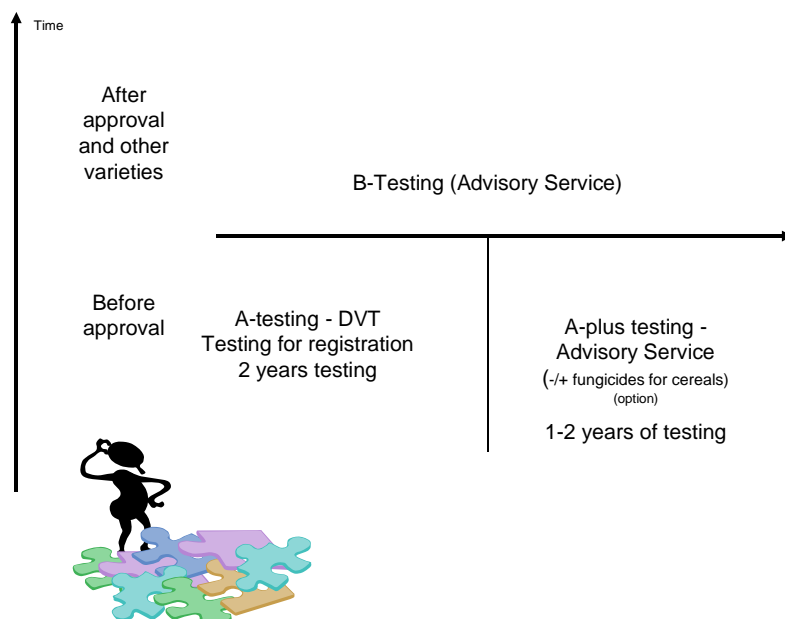 Time
After
approval
and other
varieties
B-Testing (Advisory Service)
Before
approval
A-testing - DVT
Testing for registration
2 years testing
A-plus testing -
Advisory Service
(-/+ fungicides for cereals)
(option)
1-2 years of testing